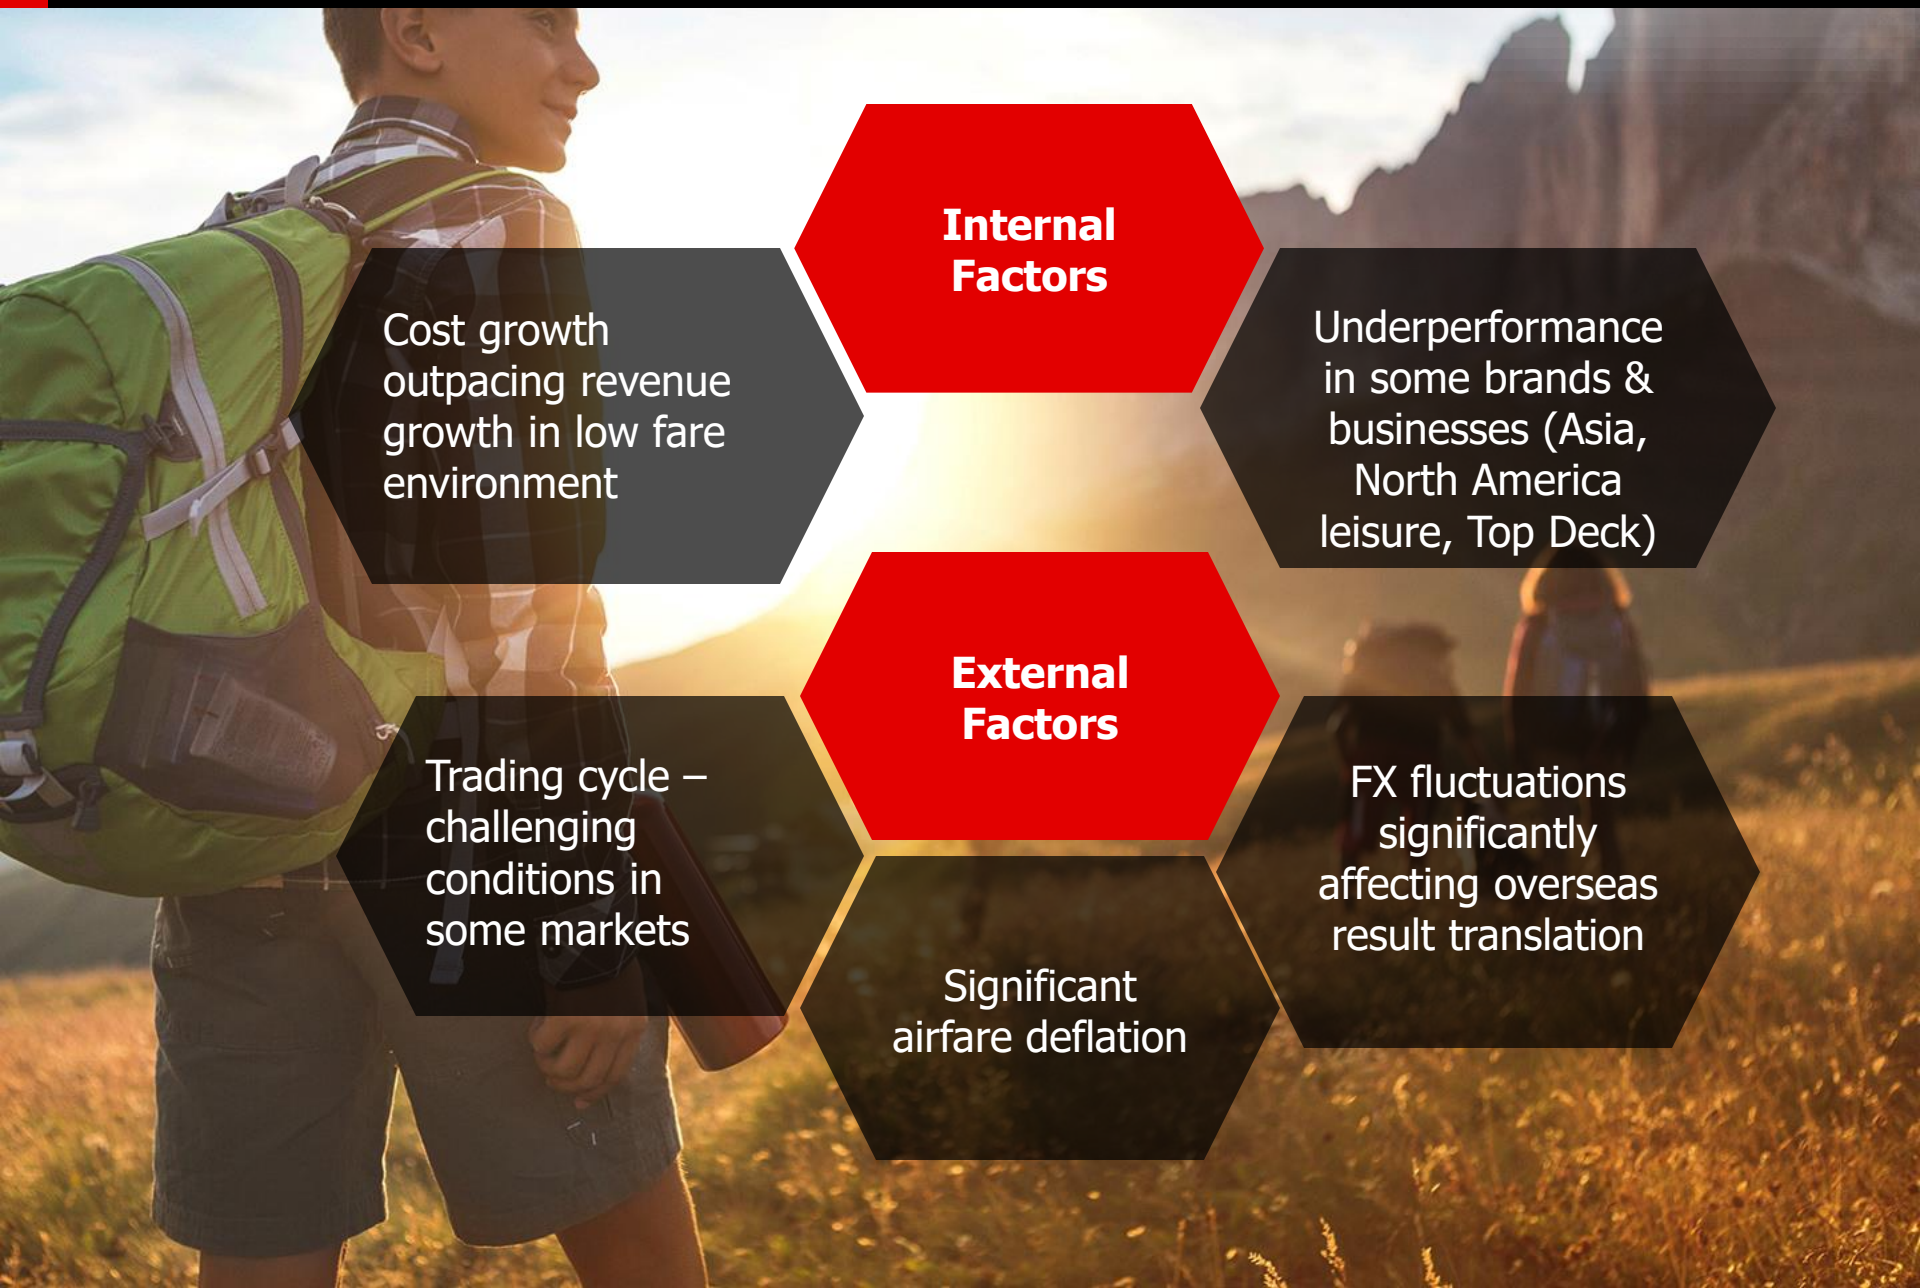 Internal
Factors
Cost growth
outpacing revenue
growth in low fare
environment
Underperformance
in some brands &
businesses (Asia,
North America
leisure, Top Deck)
External
Factors
Trading cycle –
challenging
conditions in
some markets
Significant
airfare deflation
FX fluctuations
significantly
affecting overseas
result translation